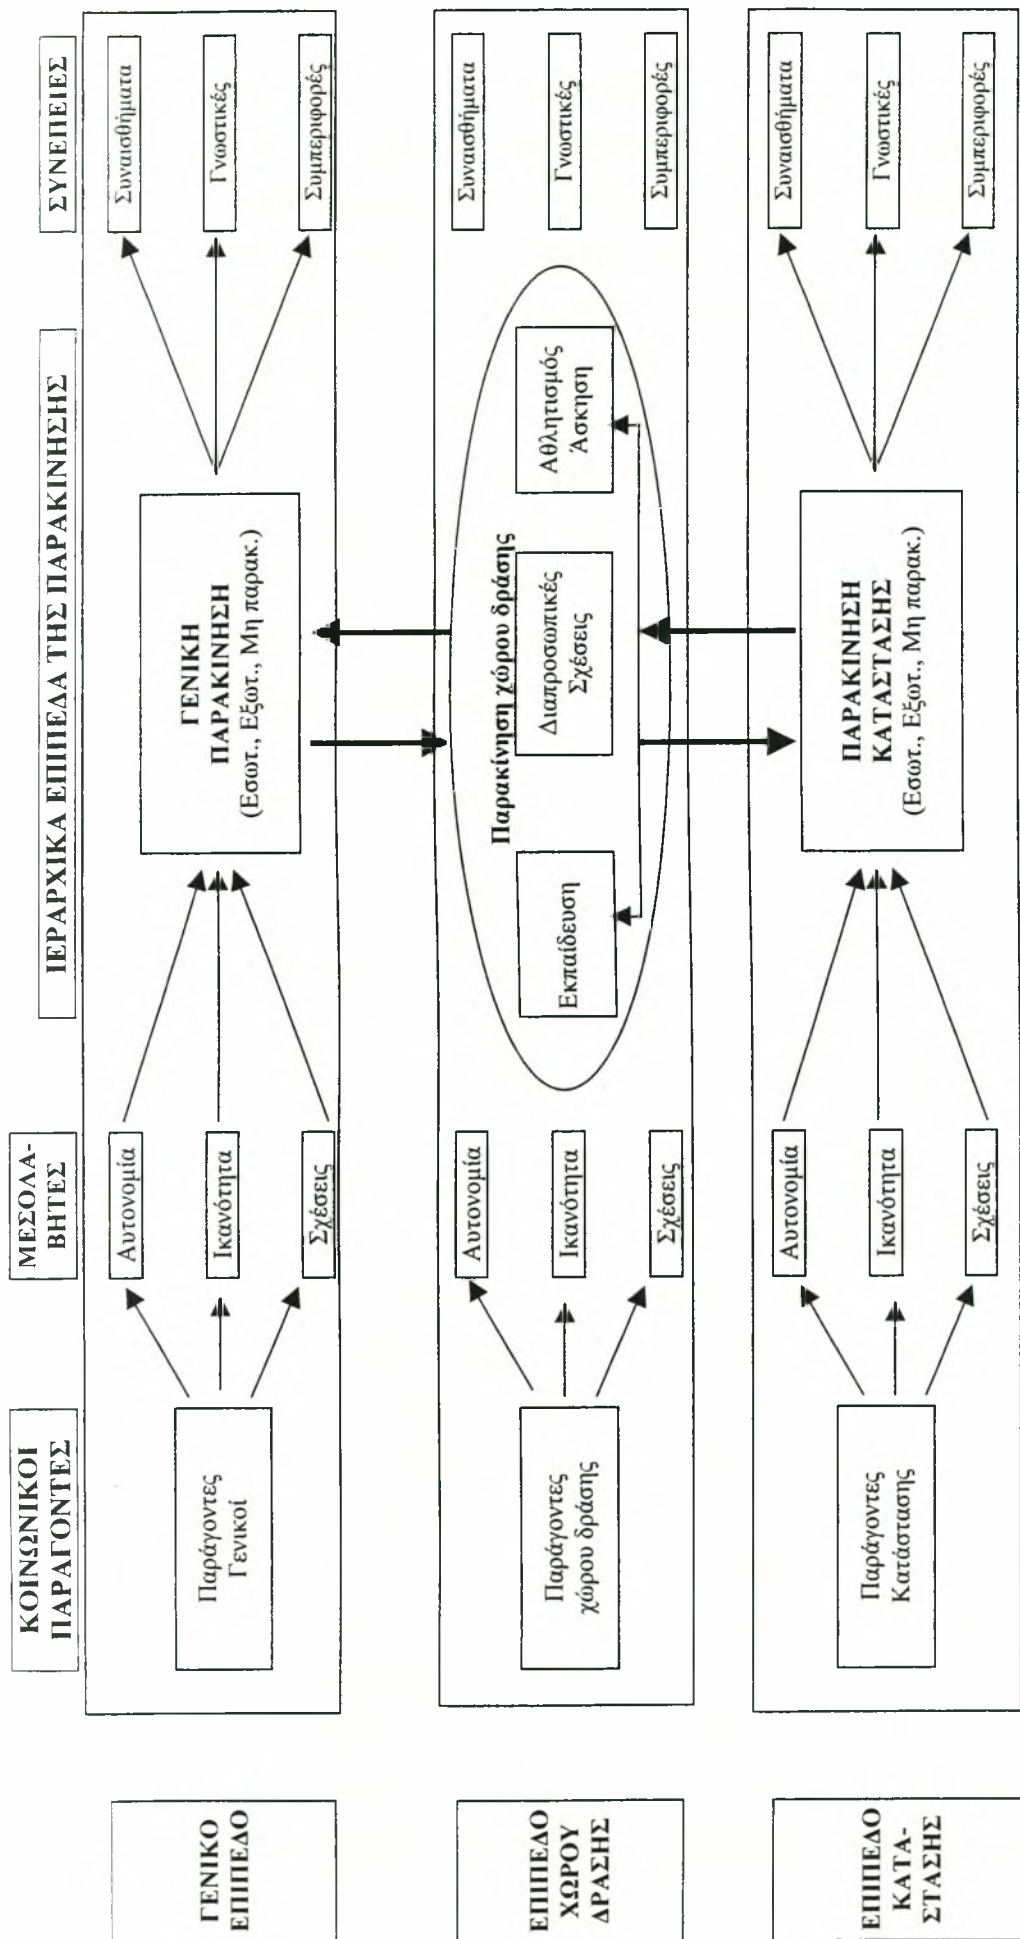 ΚΟΙΝΩΝΙΚΟΙ
ΠΑΡΑΓΟΝΤΕΣ
ΜΕΣΟΛΑ-
ΒΗΤΕΣ
ΙΕΡΑΡΧΙΚΑ ΕΠΙΠΕΔΑ ΤΗΣ ΠΑΡΑΚΙΝΗΣΗΣ
ΣΥΝΕΠΕΙΕΣ
ΓΕΝΙΚΟ
ΕΠΙΠΕΔΟ
Παράγοντες
Γενικοί
Αυτονομία
Ικανότητα
Σχέσεις
ΓΕΝΙΚΗ
ΠΑΡΑΚΙΝΗΣΗ
(Εσωτ., Εξωτ., Μη παρακ.)
Συναισθήματα
Γνωστικές
Συμπεριφορές
ΕΠΙΠΕΔΟ
ΧΩΡΟΥ
ΔΡΑΣΗΣ
Παράγοντες
χώρου δράσης
Αυτονομία
Ικανότητα
Σχέσεις
Παρακίνηση χώρου δράσης
Εκπαίδευση
Διαπροσωπικές
Σχέσεις
Αθλητισμός
Άσκηση
Συναισθήματα
Γνωστικές
Συμπεριφορές
ΕΠΙΠΕΔΟ
ΚΑΤΑ-
ΣΤΑΣΗΣ
Παράγοντες
Κατάστασης
Αυτονομία
Ικανότητα
Σχέσεις
ΠΑΡΑΚΙΝΗΣΗ
ΚΑΤΑΣΤΑΣΗΣ
(Εσωτ., Εξωτ., Μη παρακ.)
Συναισθήματα
Γνωστικές
Συμπεριφορές